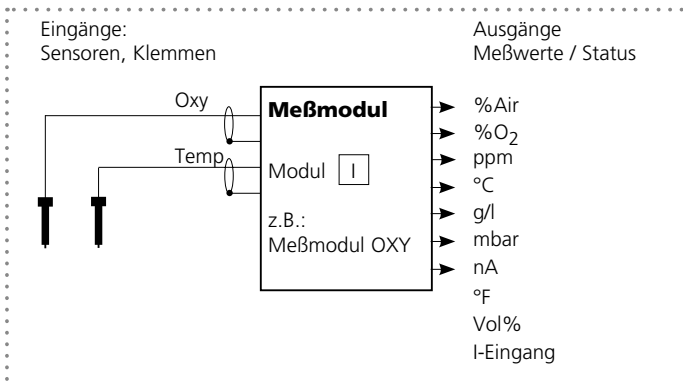 Eingänge:
Sensoren, Klemmen
Ausgänge
Meßwerte / Status
Oxy
Temp
Meßmodul
Modul I
z.B.:
Meßmodul OXY
%Air
%O₂
ppm
°C
g/l
mbar
nA
°F
Vol%
I-Eingang